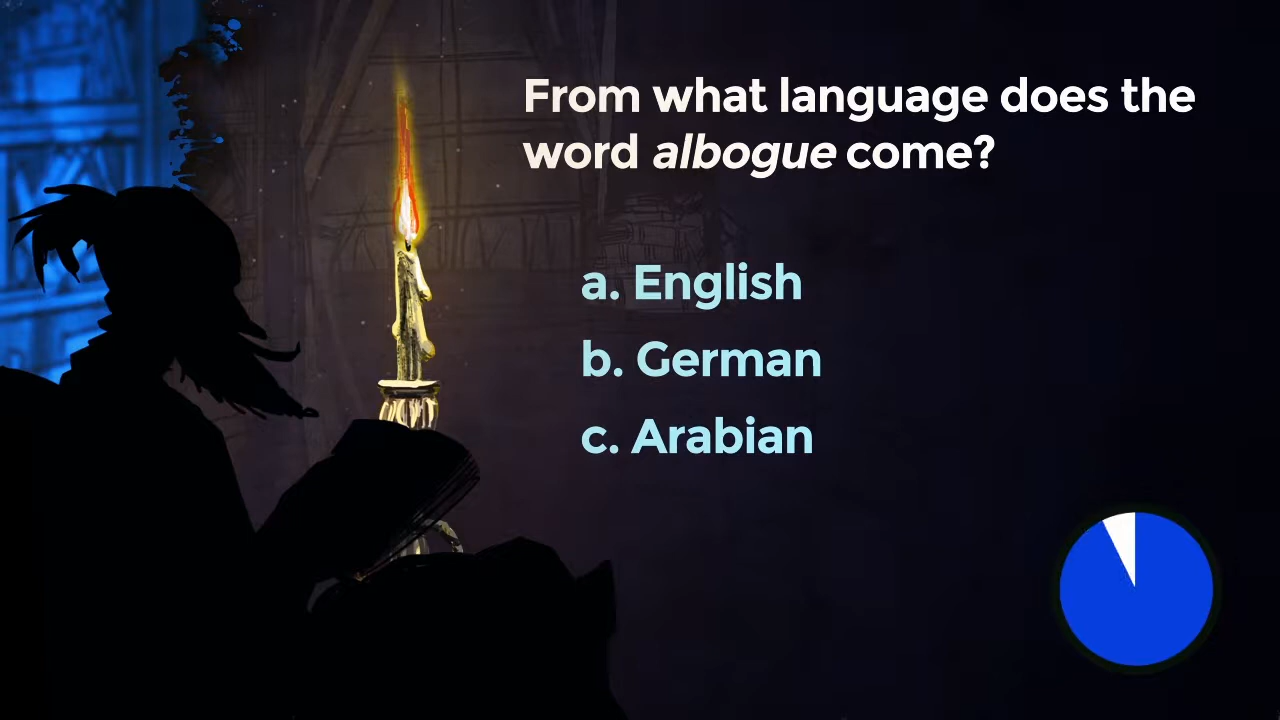 From what language does the
word albogue come?
a. English
b. German
c. Arabian